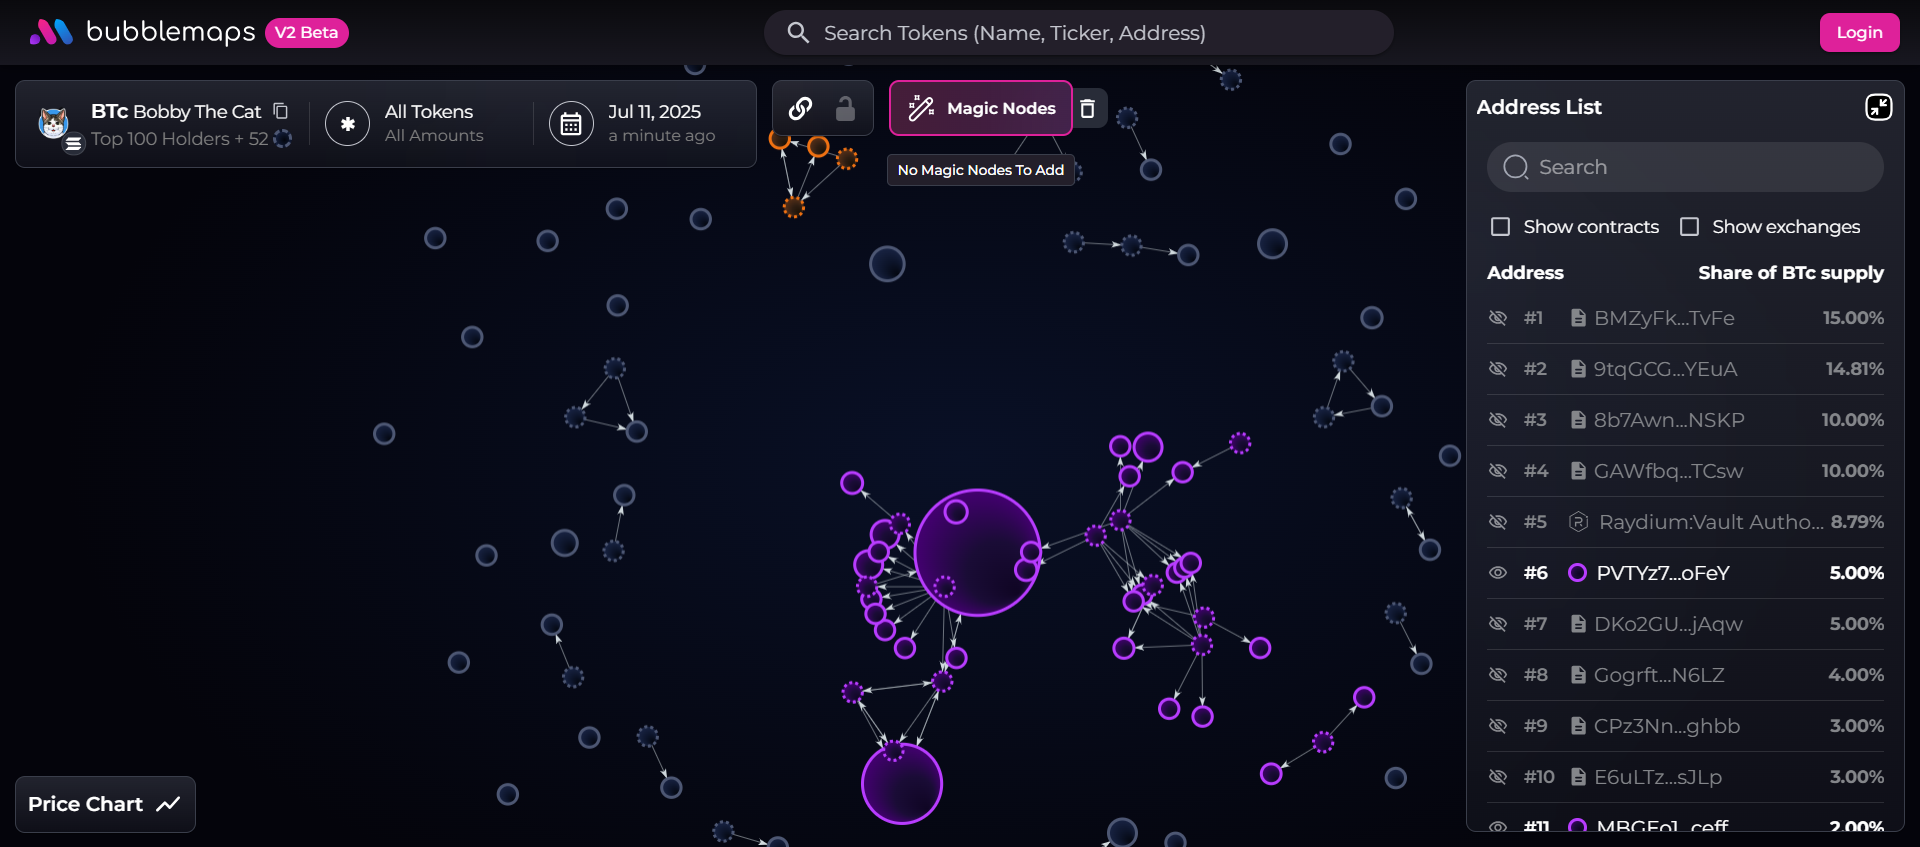 bubblemaps V2 Beta
Search Tokens (Name, Ticker, Address)
Login
BTc Bobby The Cat
Top 100 Holders + 52
All Tokens
All Amounts
Jul 11, 2025
a minute ago
Magic Nodes
No Magic Nodes To Add
Address List
Search
Show contracts
Show exchanges
Address Share of BTc supply
#1 BMZyFk...TvFe 15.00%
#2 9tqGCG...YEuA 14.81%
#3 8b7Awn...NSKP 10.00%
#4 GAWfbq...TCsw 10.00%
#5 Raydium:Vault Autho... 8.79%
#6 PVTYz7...oFeY 5.00%
#7 DKo2GU...jAqw 5.00%
#8 Gogrft...N6LZ 4.00%
#9 CPz3Nn...ghbb 3.00%
#10 E6uLTz...sJLp 3.00%
#11 MBGEo1...ceff 2.00%
Price Chart